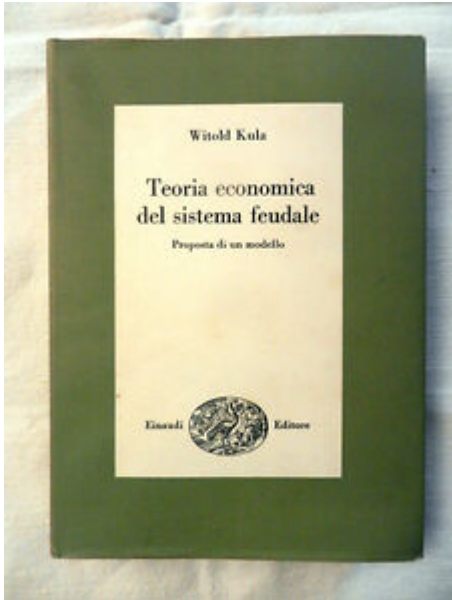 Witold Kula
Teoria economica
del sistema feudale
Proposta di un modello
Einaudi Editore